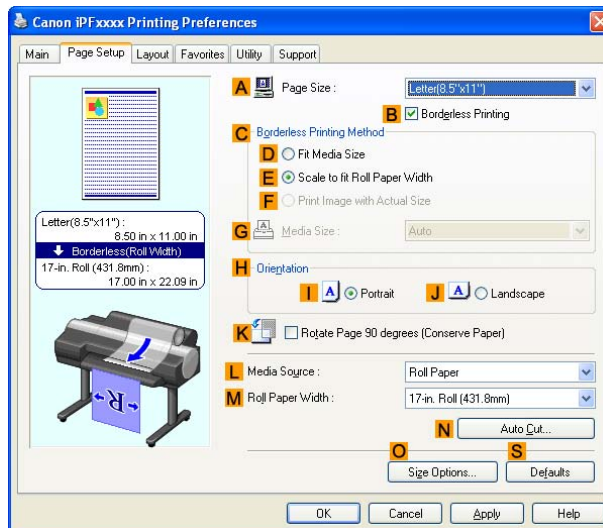 Canon iPFxxxx Printing Preferences
Main Page Setup Layout Favorites Utility Support
A Page Size : Letter(8.5"x11")
B Borderless Printing
C Borderless Printing Method
D Fit Media Size
E Scale to fit Roll Paper Width
F Print Image with Actual Size
G Media Size : Auto
Letter(8.5"x11") :
8.50 in x 11.00 in
Borderless(Roll Width)
17-in. Roll (431.8mm) :
17.00 in x 22.09 in
H Orientation
I A Portrait J A Landscape
K Rotate Page 90 degrees (Conserve Paper)
R
L Media Source : Roll Paper
M Roll Paper Width : 17-in. Roll (431.8mm)
N Auto Cut...
O S
Size Options... Defaults
OK Cancel Apply Help